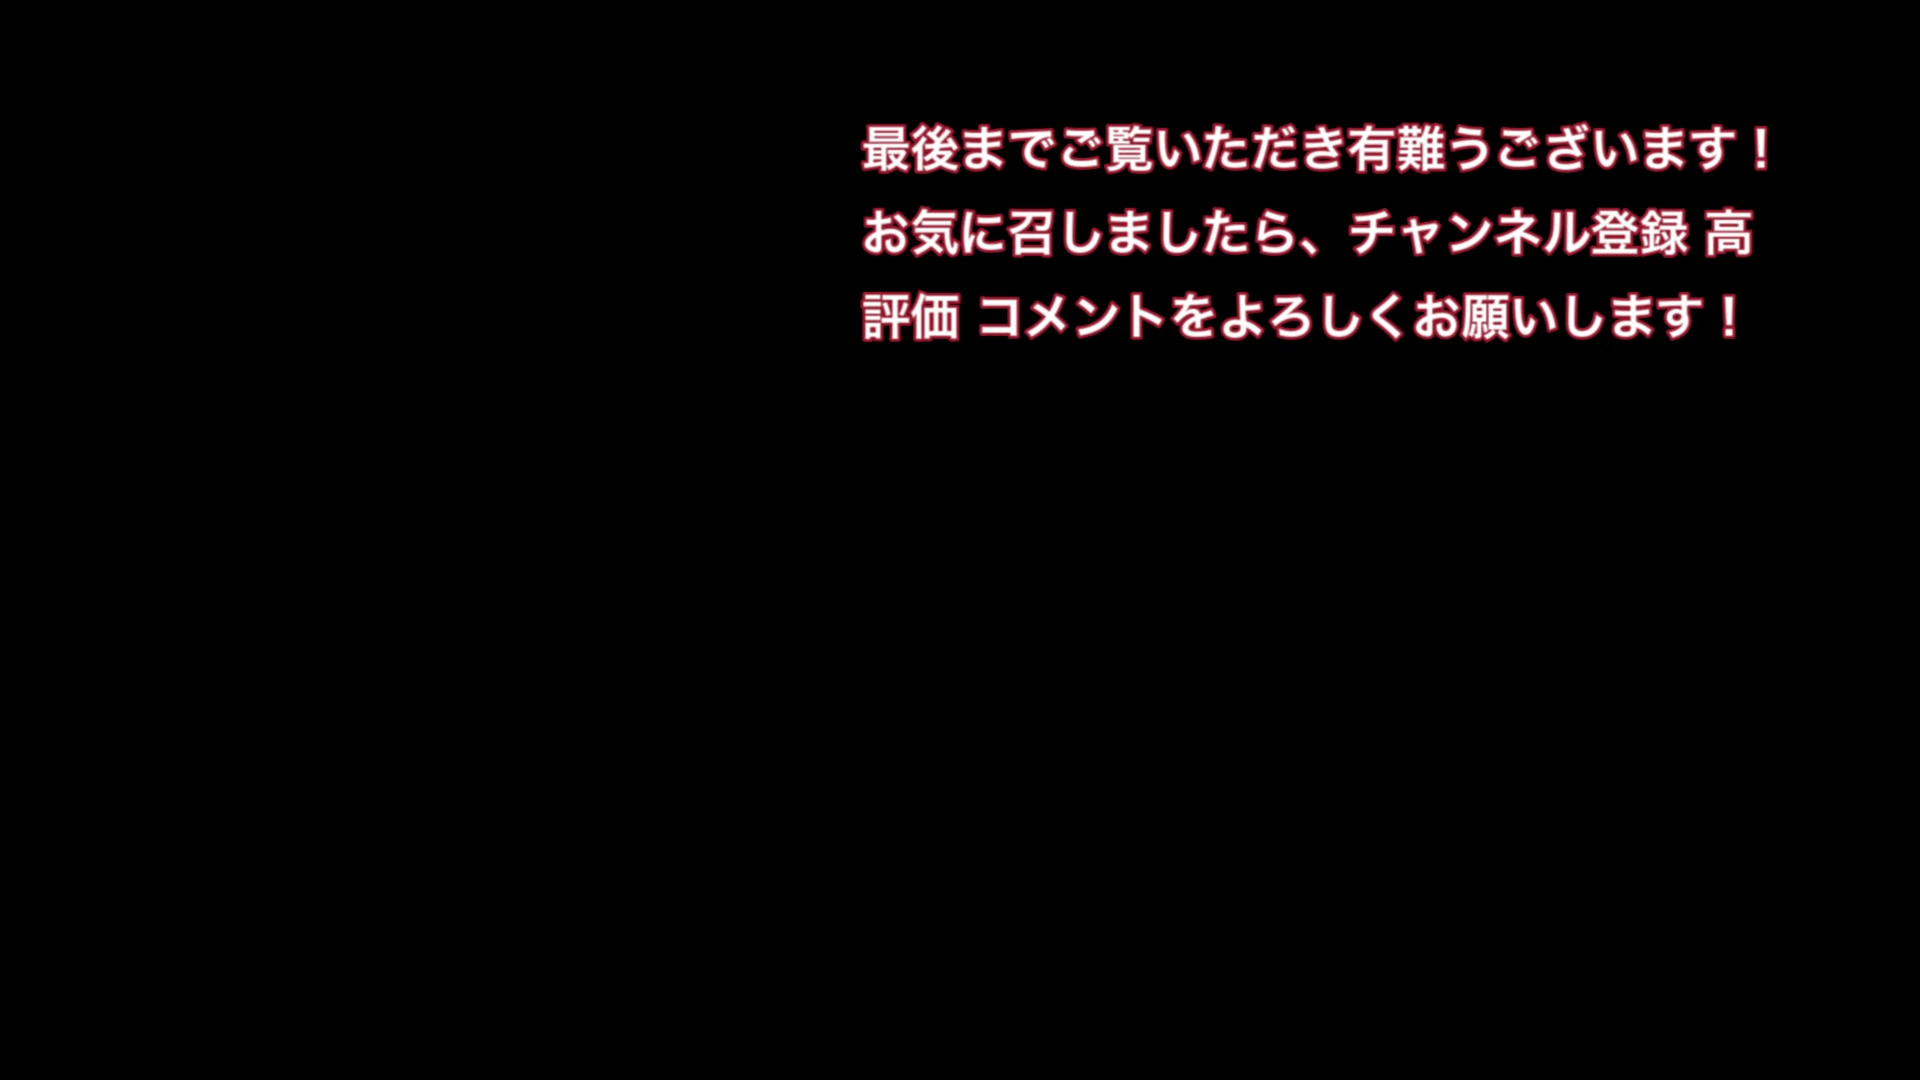 最後までご覧いただき有難うございます！
お気に召しましたら、チャンネル登録 高
評価 コメントをよろしくお願いします！